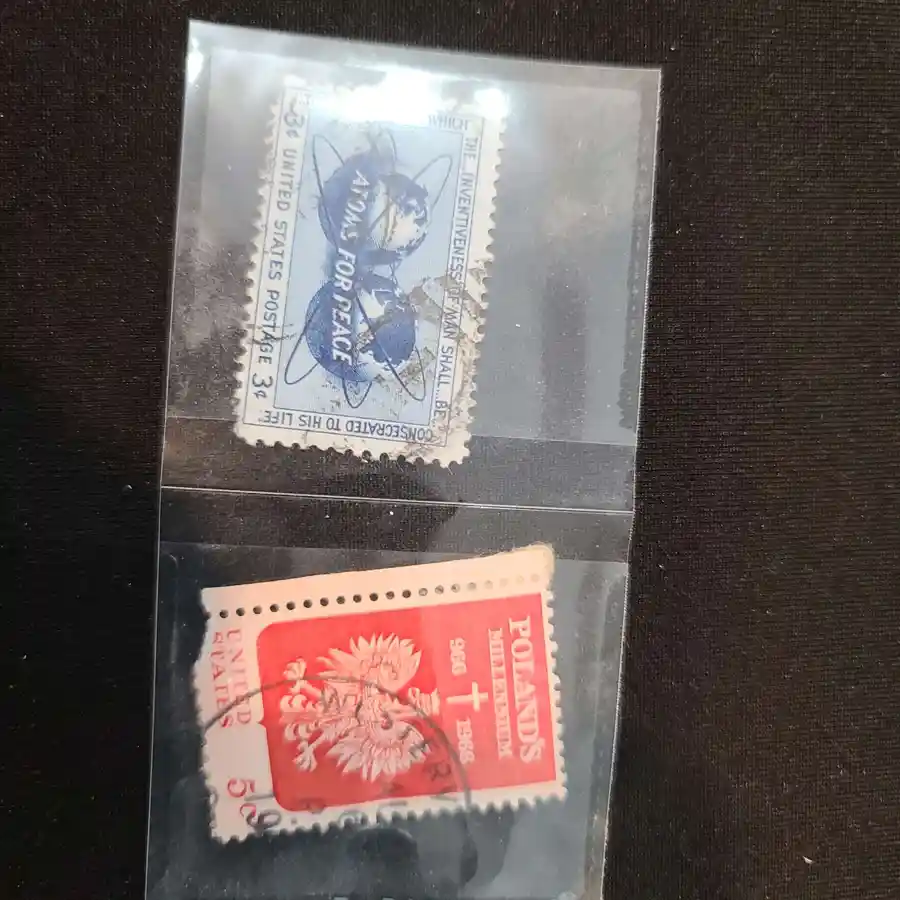 WHICH
THE INVENTIVENESS OF MAN SHALL...BE
CONSECRATED TO HIS LIFE.
ATOMS FOR PEACE
3¢ UNITED STATES POSTAGE 3¢
POLAND'S
MILLENNIUM
966 1966
UNITED
STATES
5c